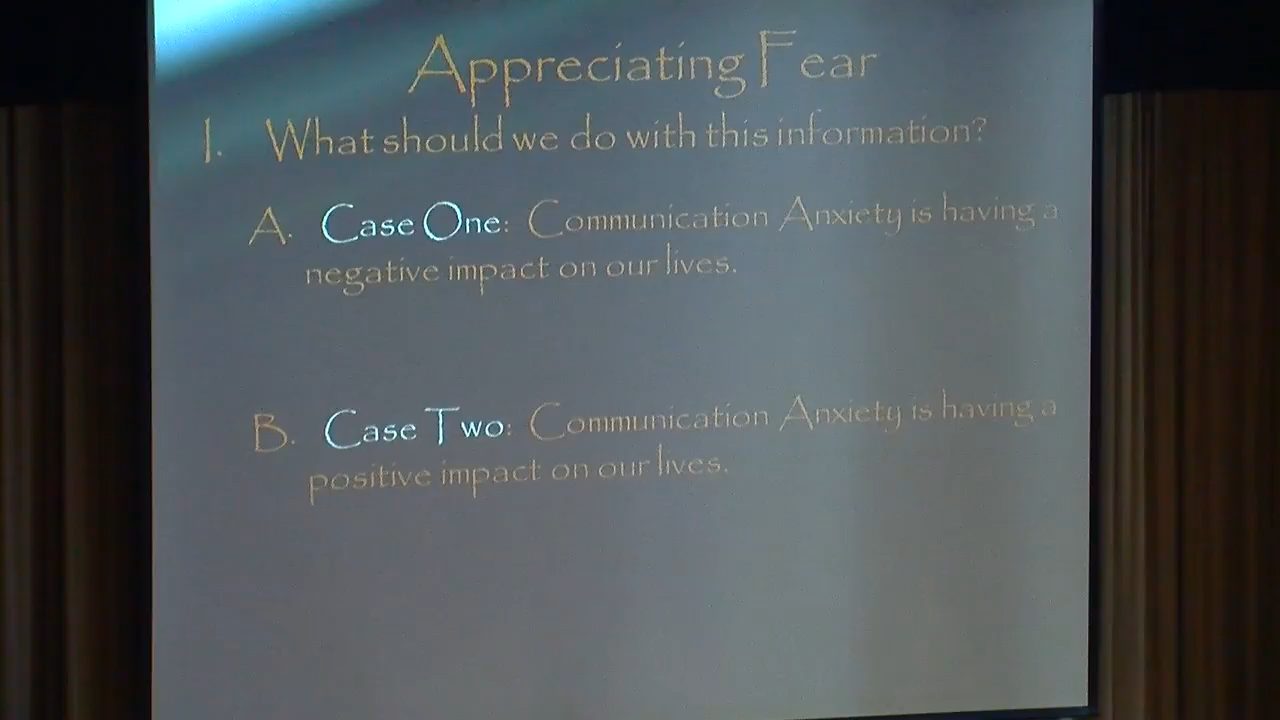 Appreciating Fear
I. What should we do with this information?
A. Case One: Communication Anxiety is having a
negative impact on our lives.
B. Case Two: Communication Anxiety is having a
positive impact on our lives.